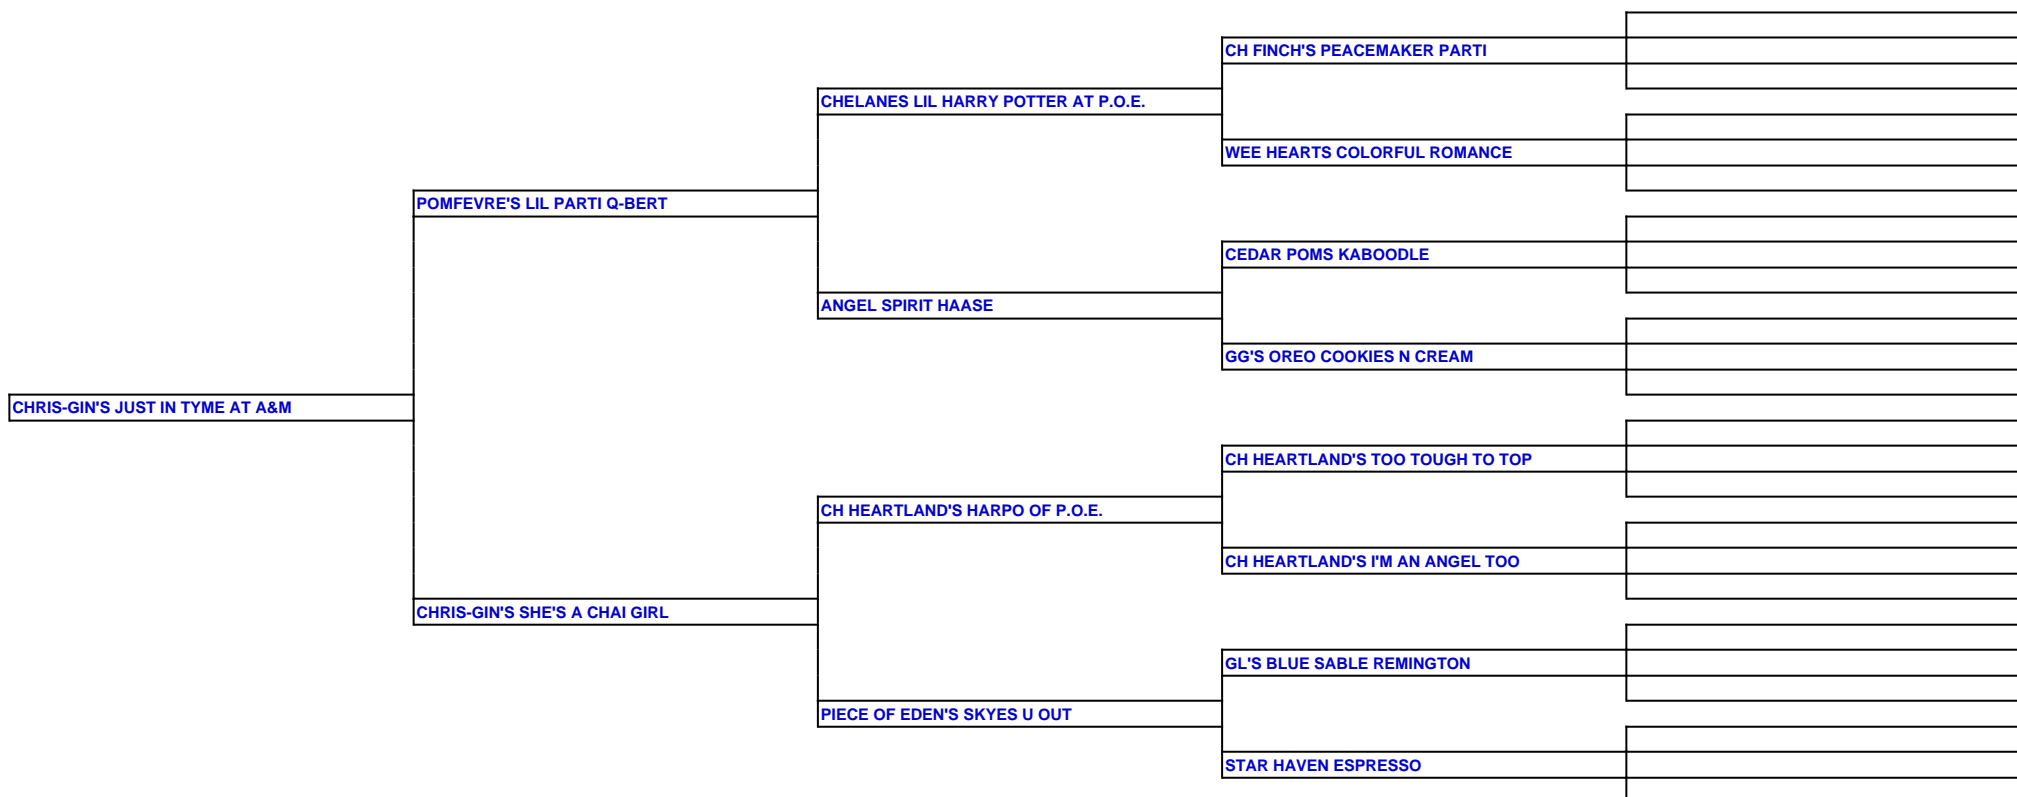 CH FINCH'S PEACEMAKER PARTI
CHELANES LIL HARRY POTTER AT P.O.E.
WEE HEARTS COLORFUL ROMANCE
POMFEVRE'S LIL PARTI Q-BERT
CEDAR POMS KABOODLE
ANGEL SPIRIT HAASE
GG'S OREO COOKIES N CREAM
CHRIS-GIN'S JUST IN TYME AT A&M
CH HEARTLAND'S TOO TOUGH TO TOP
CH HEARTLAND'S HARPO OF P.O.E.
CH HEARTLAND'S I'M AN ANGEL TOO
CHRIS-GIN'S SHE'S A CHAI GIRL
GL'S BLUE SABLE REMINGTON
PIECE OF EDEN'S SKYES U OUT
STAR HAVEN ESPRESSO